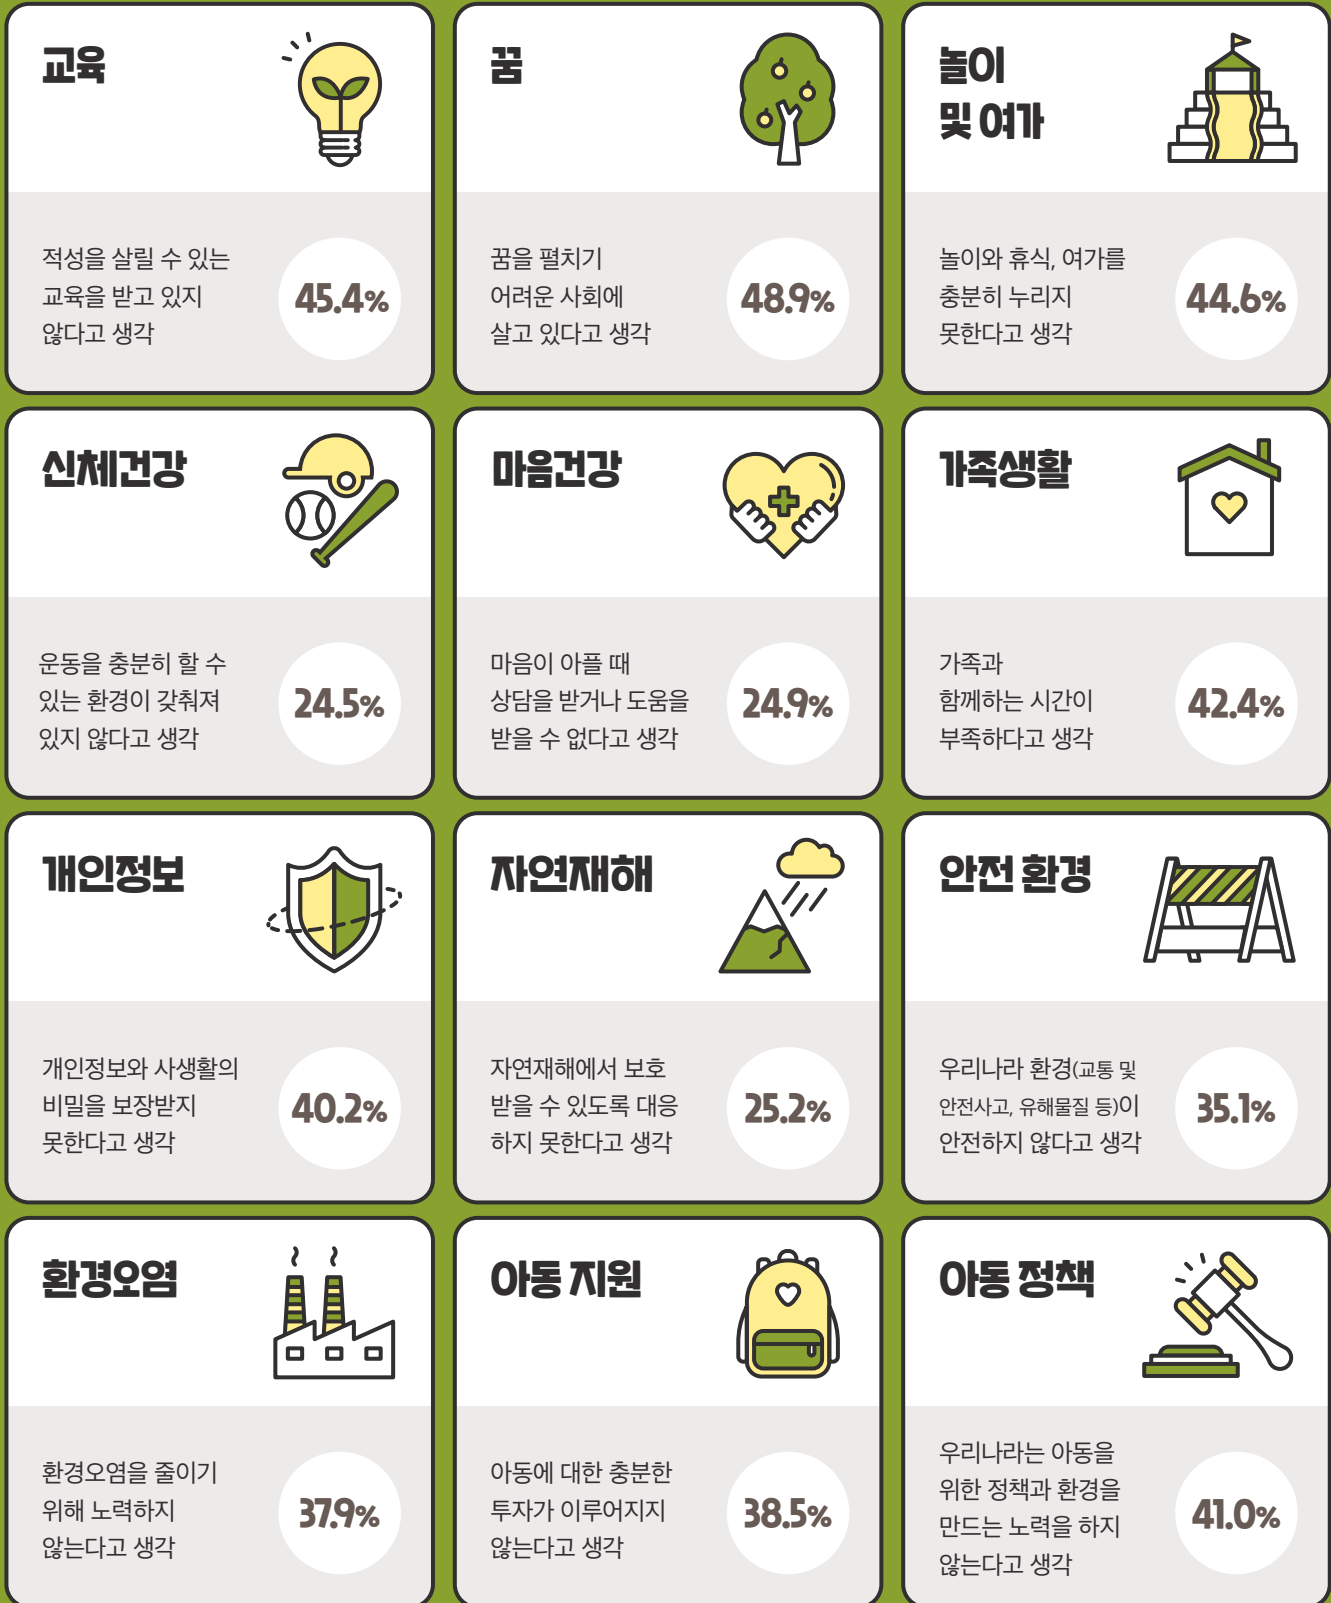 교육
적성을 살릴 수 있는
교육을 받고 있지
않다고 생각
45.4%
꿈
꿈을 펼치기
어려운 사회에
살고 있다고 생각
48.9%
놀이
및 여가
놀이와 휴식, 여가를
충분히 누리지
못한다고 생각
44.6%
신체건강
운동을 충분히 할 수
있는 환경이 갖춰져
있지 않다고 생각
24.5%
마음건강
마음이 아플 때
상담을 받거나 도움을
받을 수 없다고 생각
24.9%
가족생활
가족과
함께하는 시간이
부족하다고 생각
42.4%
개인정보
개인정보와 사생활의
비밀을 보장받지
못한다고 생각
40.2%
자연재해
자연재해에서 보호
받을 수 있도록 대응
하지 못한다고 생각
25.2%
안전 환경
우리나라 환경(교통 및
안전사고, 유해물질 등)이
안전하지 않다고 생각
35.1%
환경오염
환경오염을 줄이기
위해 노력하지
않는다고 생각
37.9%
아동 지원
아동에 대한 충분한
투자가 이루어지지
않는다고 생각
38.5%
아동 정책
우리나라는 아동을
위한 정책과 환경을
만드는 노력을 하지
않는다고 생각
41.0%